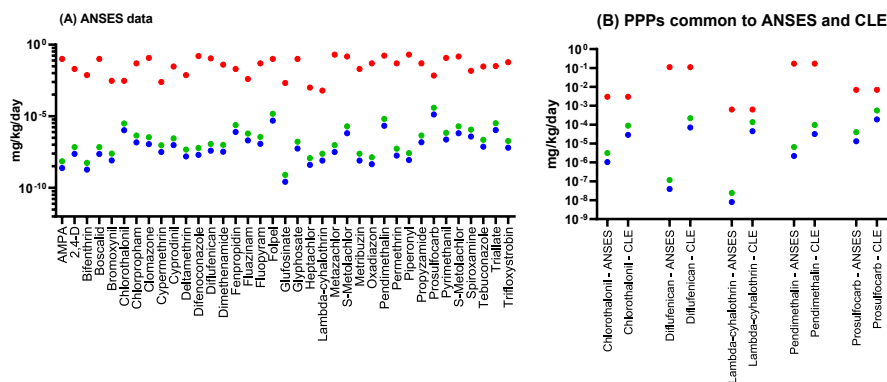 (A) ANSES data
mg/kg/day
10^0
10^-5
10^-10
AMPA
2,4-D
Bifenthrin
Boscalid
Bromoxynil
Chlorothalonil
Chlorpropham
Clomazone
Cypermethrin
Cyprodinil
Deltamethrin
Difenoconazole
Diflufenican
Dimethenamide
Fenpropidin
Fluazinam
Fluopyram
Folpel
Glufosinate
Glyphosate
Heptachlor
Lambda-cyhalothrin
Metazachlor
S-Metolachlor
Metribuzin
Oxadiazon
Pendimethalin
Permethrin
Piperonyl
Propyzamide
Prosulfocarb
Pyrimethanil
S-Metolachlor
Spiroxamine
Tebuconazole
Triallate
Trifloxystrobin
(B) PPPs common to ANSES and CLE
mg/kg/day
10^0
10^-1
10^-2
10^-3
10^-4
10^-5
10^-6
10^-7
10^-8
10^-9
Chlorothalonil - ANSES
Chlorothalonil - CLE
Diflufenican - ANSES
Diflufenican - CLE
Lambda-cyhalothrin - ANSES
Lambda-cyhalothrin - CLE
Pendimethalin - ANSES
Pendimethalin - CLE
Prosulfocarb - ANSES
Prosulfocarb - CLE